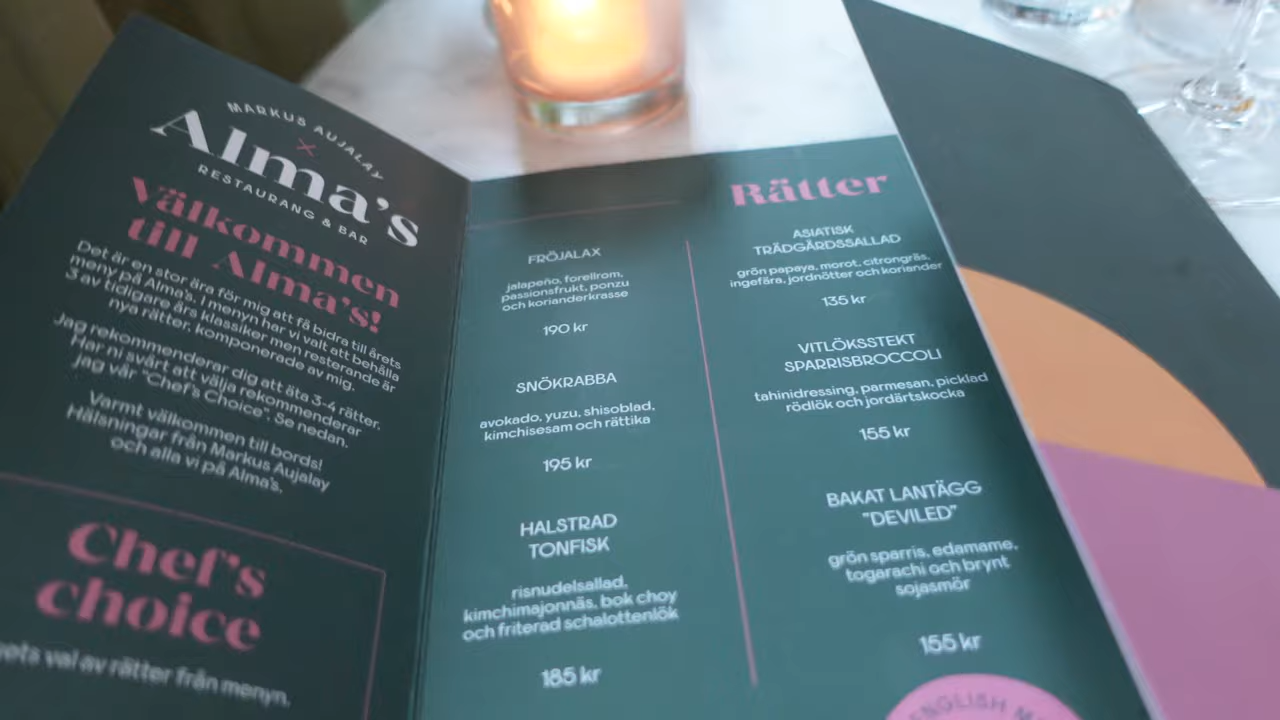 MARKUS AUJALAY
×
Alma's
RESTAURANG & BAR
Välkommen
till Alma's!
Det är en stor ära för mig att få bidra till årets
meny på Alma's. I menyn har vi valt att behålla
3 av tidigare års klassiker men resterande är
nya rätter, komponerade av mig.
Jag rekommenderar dig att äta 3-4 rätter.
Har ni svårt att välja rekommenderar
jag vår "Chef's Choice". Se nedan.
Varmt välkommen till bords!
Hälsningar från Markus Aujalay
och alla vi på Alma's.
Chef's
choice
val av rätter från menyn.
Rätter
FRÖJALAX
jalapeño, forellrom,
passionsfrukt, ponzu
och korianderkrasse
190 kr
SNÖKRABBA
avokado, yuzu, shisoblad,
kimchisesam och rättika
195 kr
HALSTRAD
TONFISK
risnudelsallad,
kimchimajonnäs, bok choy
och friterad schalottenlök
185 kr
ASIATISK
TRÄDGÅRDSSALLAD
grön papaya, morot, citrongräs,
ingefära, jordnötter och koriander
135 kr
VITLÖKSSTEKT
SPARRISBROCCOLI
tahinidressing, parmesan, picklad
rödlök och jordärtskocka
155 kr
BAKAT LANTÄGG
"DEVILED"
grön sparris, edamame,
togarachi och brynt
sojasmör
155 kr
ENGLISH